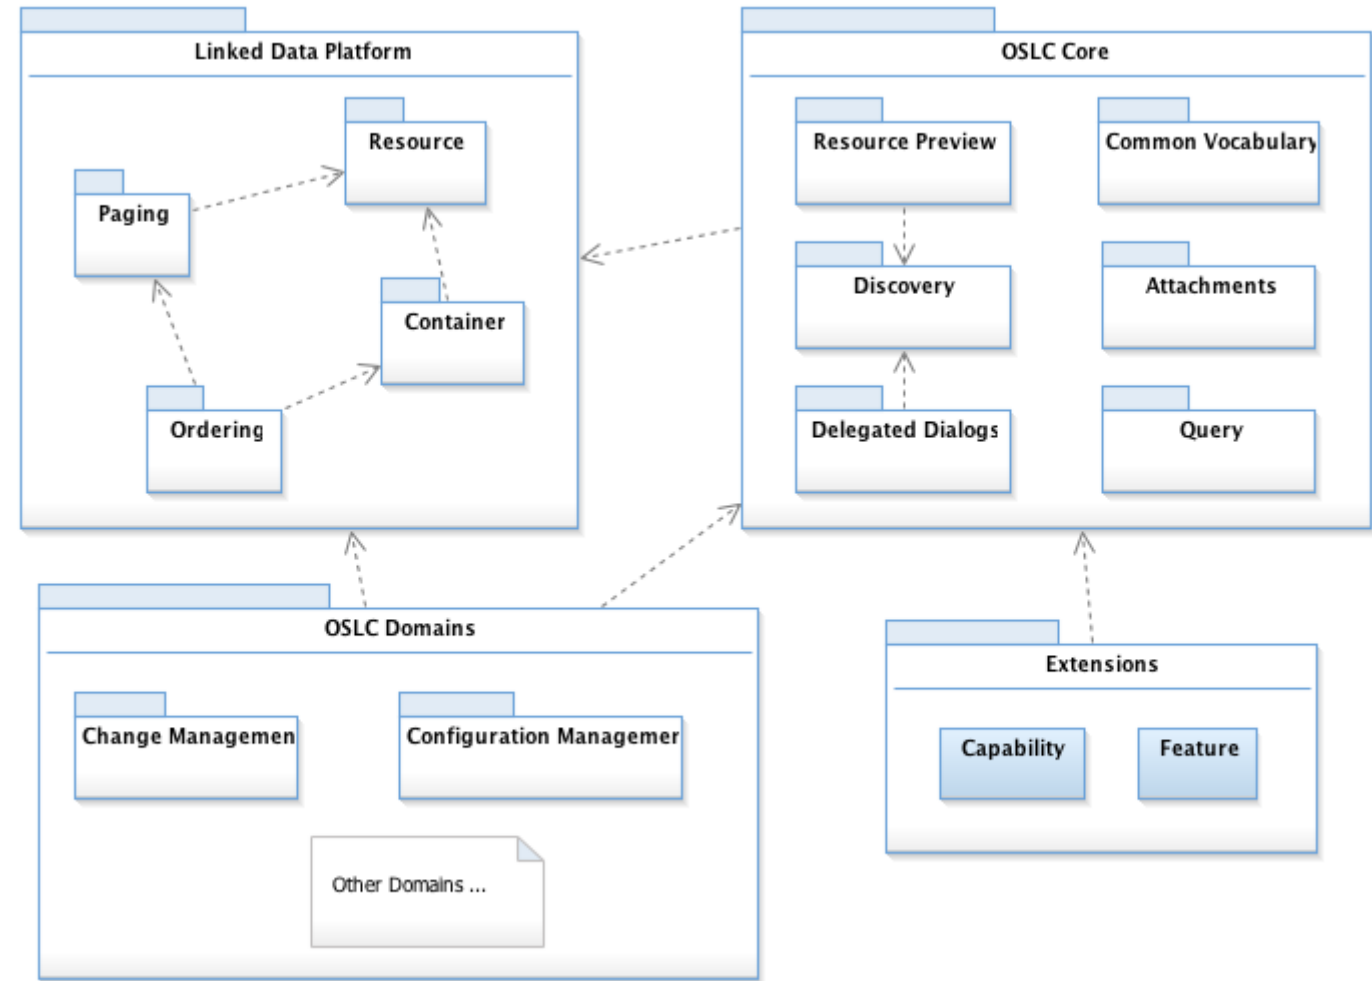 Linked Data Platform
Resource
Paging
Container
Ordering
OSLC Core
Resource Preview
Common Vocabulary
Discovery
Attachments
Delegated Dialogs
Query
OSLC Domains
Change Managemen
Configuration Managemer
Other Domains ...
Extensions
Capability
Feature